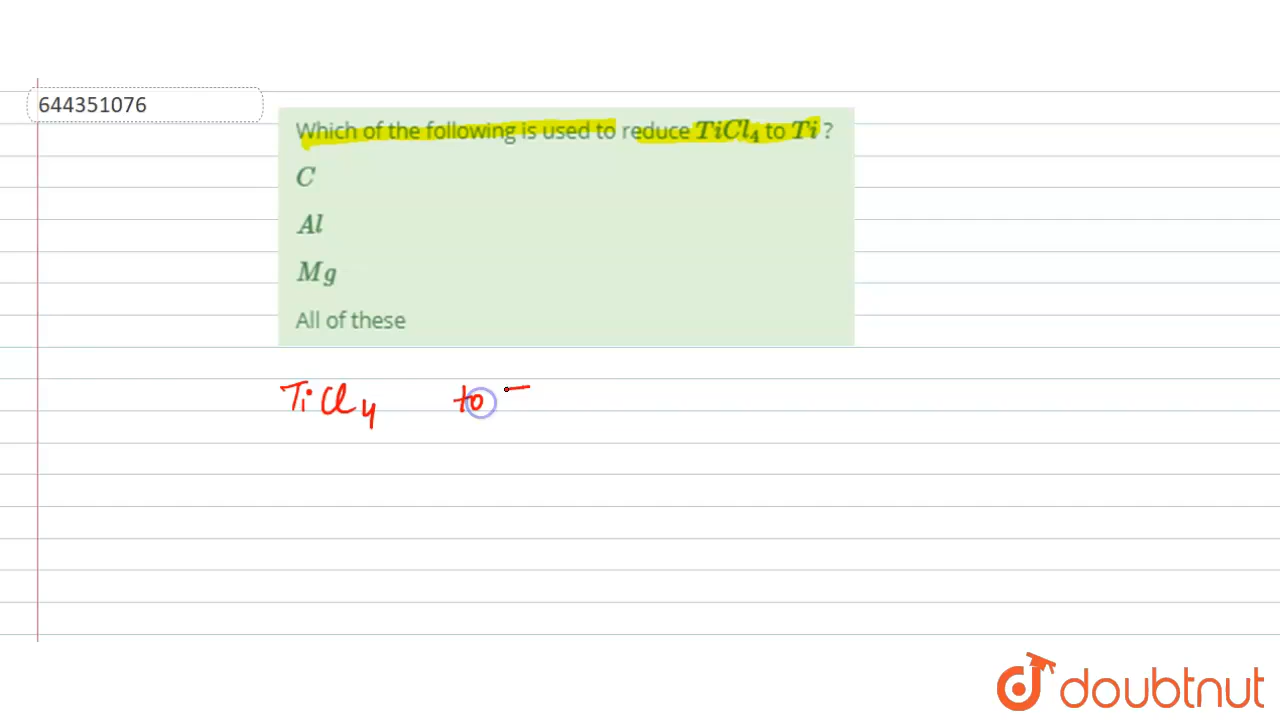 644351076
Which of the following is used to reduce TiCl₄ to Ti ?
C
Al
Mg
All of these
TiCl₄ to
doubtnut